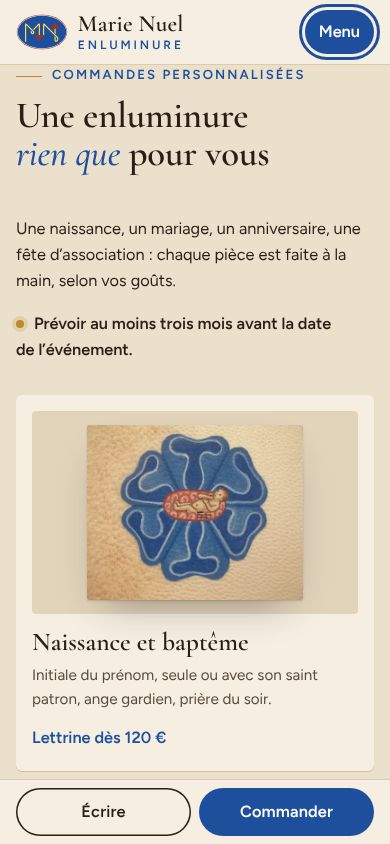 MN
Marie Nuel
ENLUMINURE
Menu
COMMANDES PERSONNALISÉES
Une enluminure
rien que pour vous
Une naissance, un mariage, un anniversaire, une
fête d’association : chaque pièce est faite à la
main, selon vos goûts.
Prévoir au moins trois mois avant la date
de l’événement.
Naissance et baptême
Initiale du prénom, seule ou avec son saint
patron, ange gardien, prière du soir.
Lettrine dès 120 €
Écrire
Commander